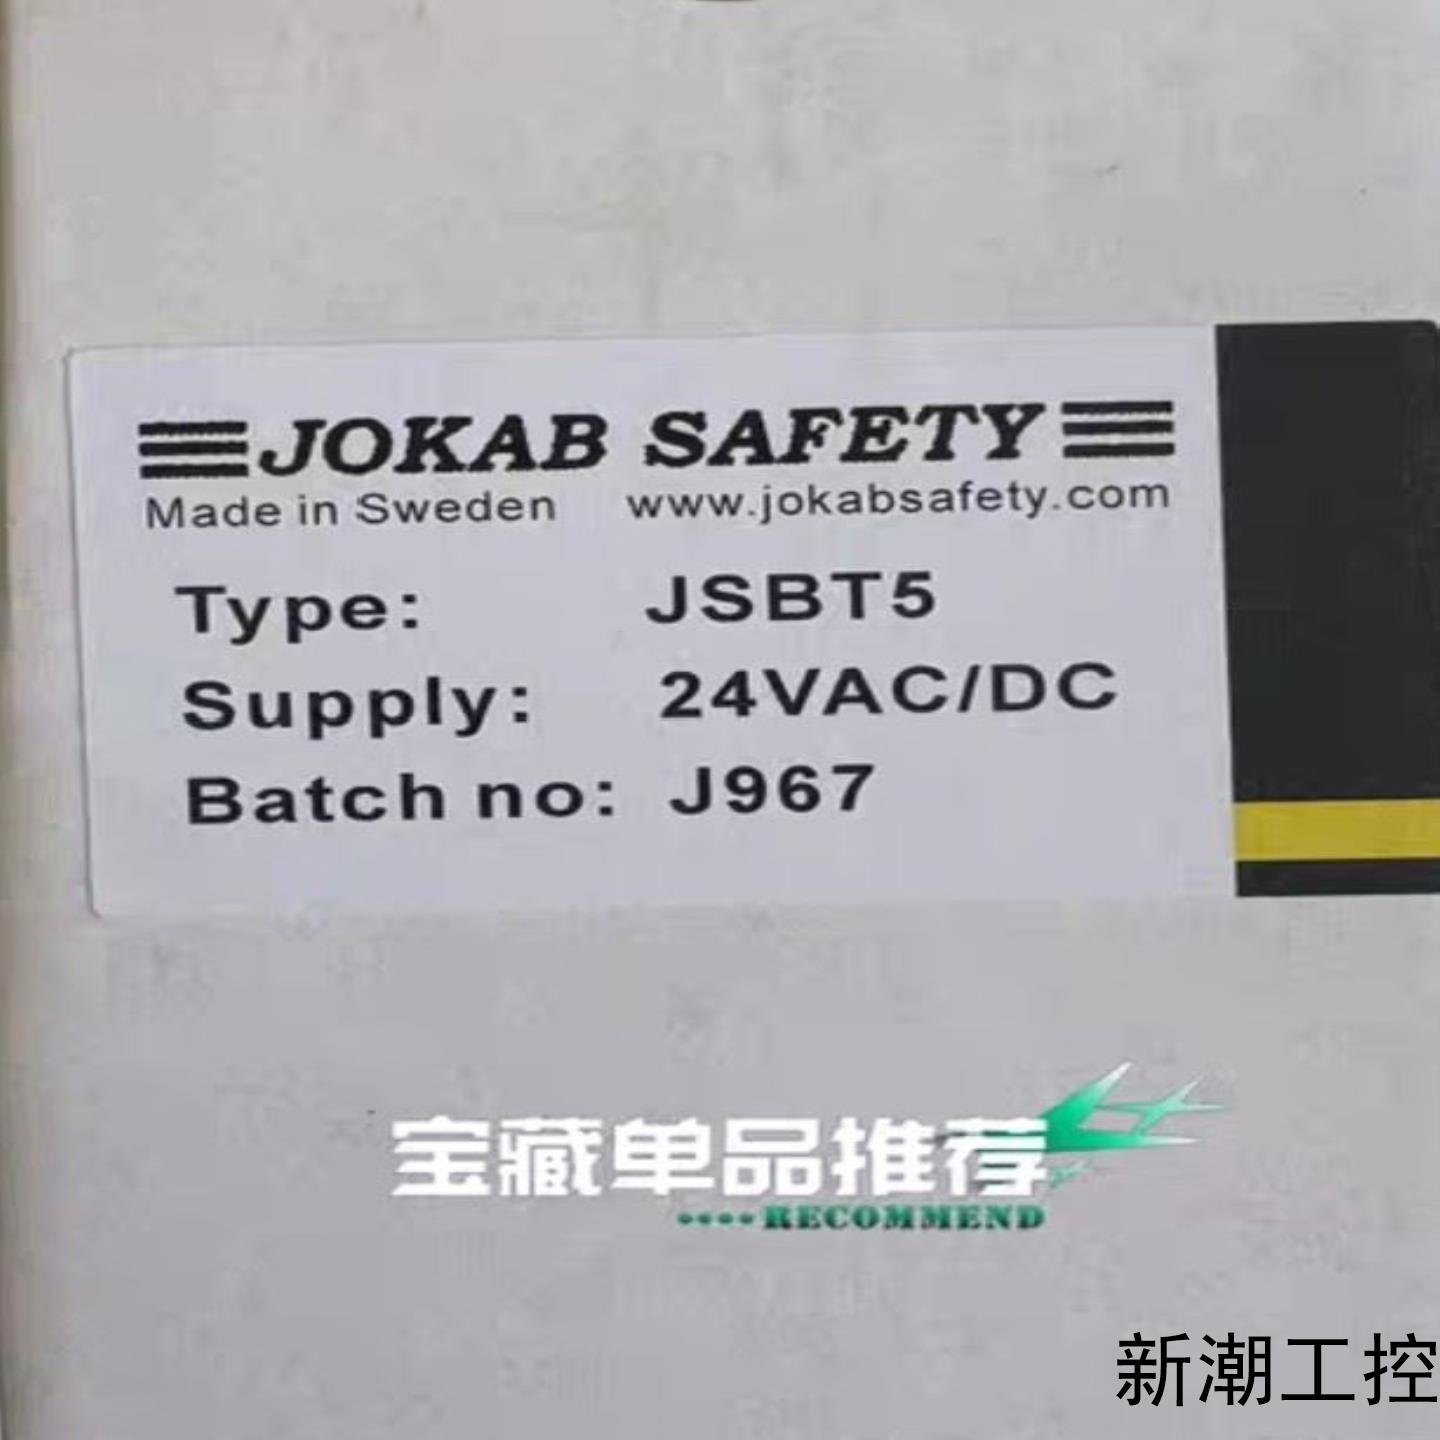 JOKAB SAFETY
Made in Sweden www.jokabsafety.com
Type: JSBT5
Supply: 24VAC/DC
Batch no: J967
宝藏单品推荐
RECOMMEND
新潮工控